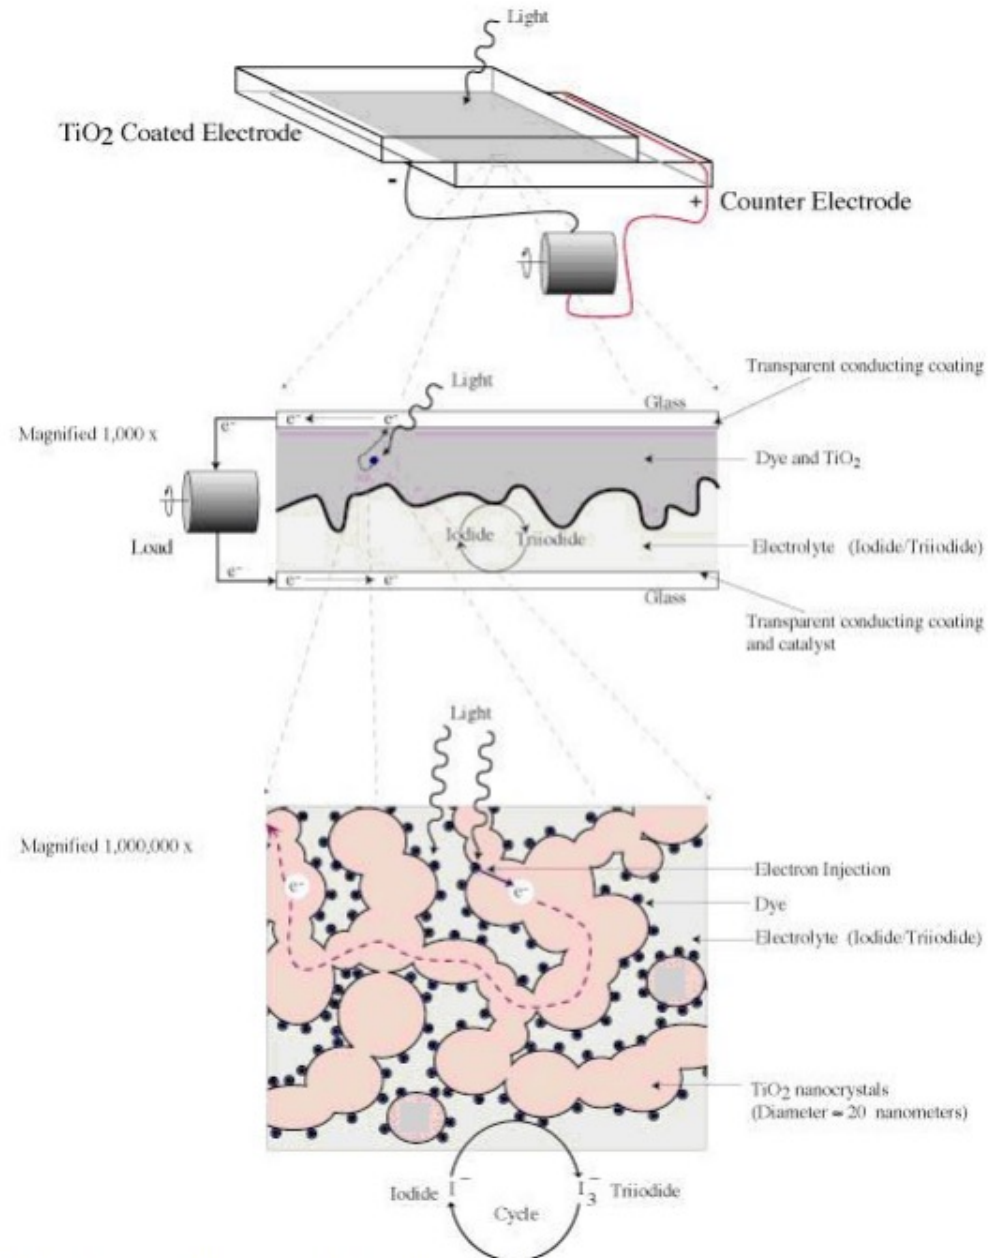 Light
TiO2 Coated Electrode
-
+
Counter Electrode
Light
Transparent conducting coating
Glass
Magnified 1,000 x
e-
e-
e-
Dye and TiO2
Iodide
Triiodide
Electrolyte (Iodide/Triiodide)
Load
e-
e-
e-
Glass
Transparent conducting coating
and catalyst
Light
Magnified 1,000,000 x
Electron Injection
e-
e-
Dye
Electrolyte (Iodide/Triiodide)
TiO2 nanocrystals
(Diameter ≈ 20 nanometers)
Iodide I-
I3- Triiodide
Cycle